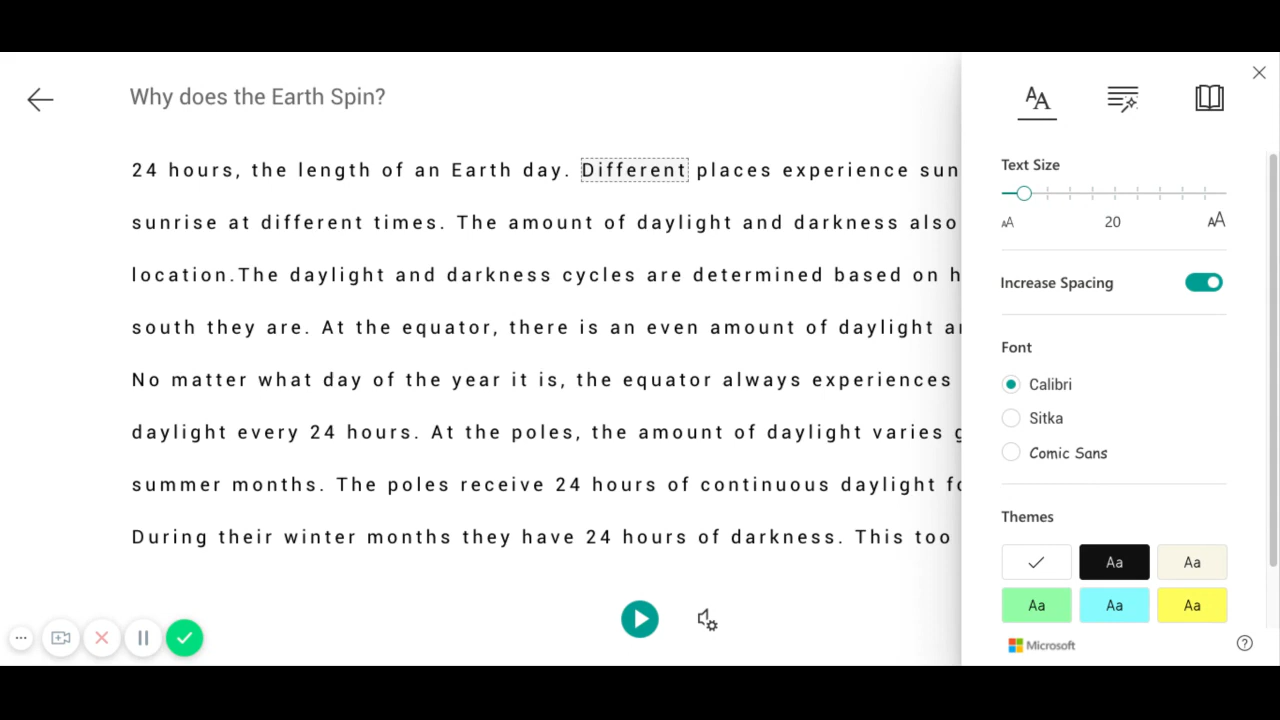 Why does the Earth Spin?
24 hours, the length of an Earth day. Different places experience sun
sunrise at different times. The amount of daylight and darkness also
location.The daylight and darkness cycles are determined based on h
south they are. At the equator, there is an even amount of daylight a
No matter what day of the year it is, the equator always experiences
daylight every 24 hours. At the poles, the amount of daylight varies g
summer months. The poles receive 24 hours of continuous daylight fo
During their winter months they have 24 hours of darkness. This too
Text Size
AA 20 AA
Increase Spacing
Font
Calibri
Sitka
Comic Sans
Themes
Aa Aa
Aa Aa Aa
Microsoft